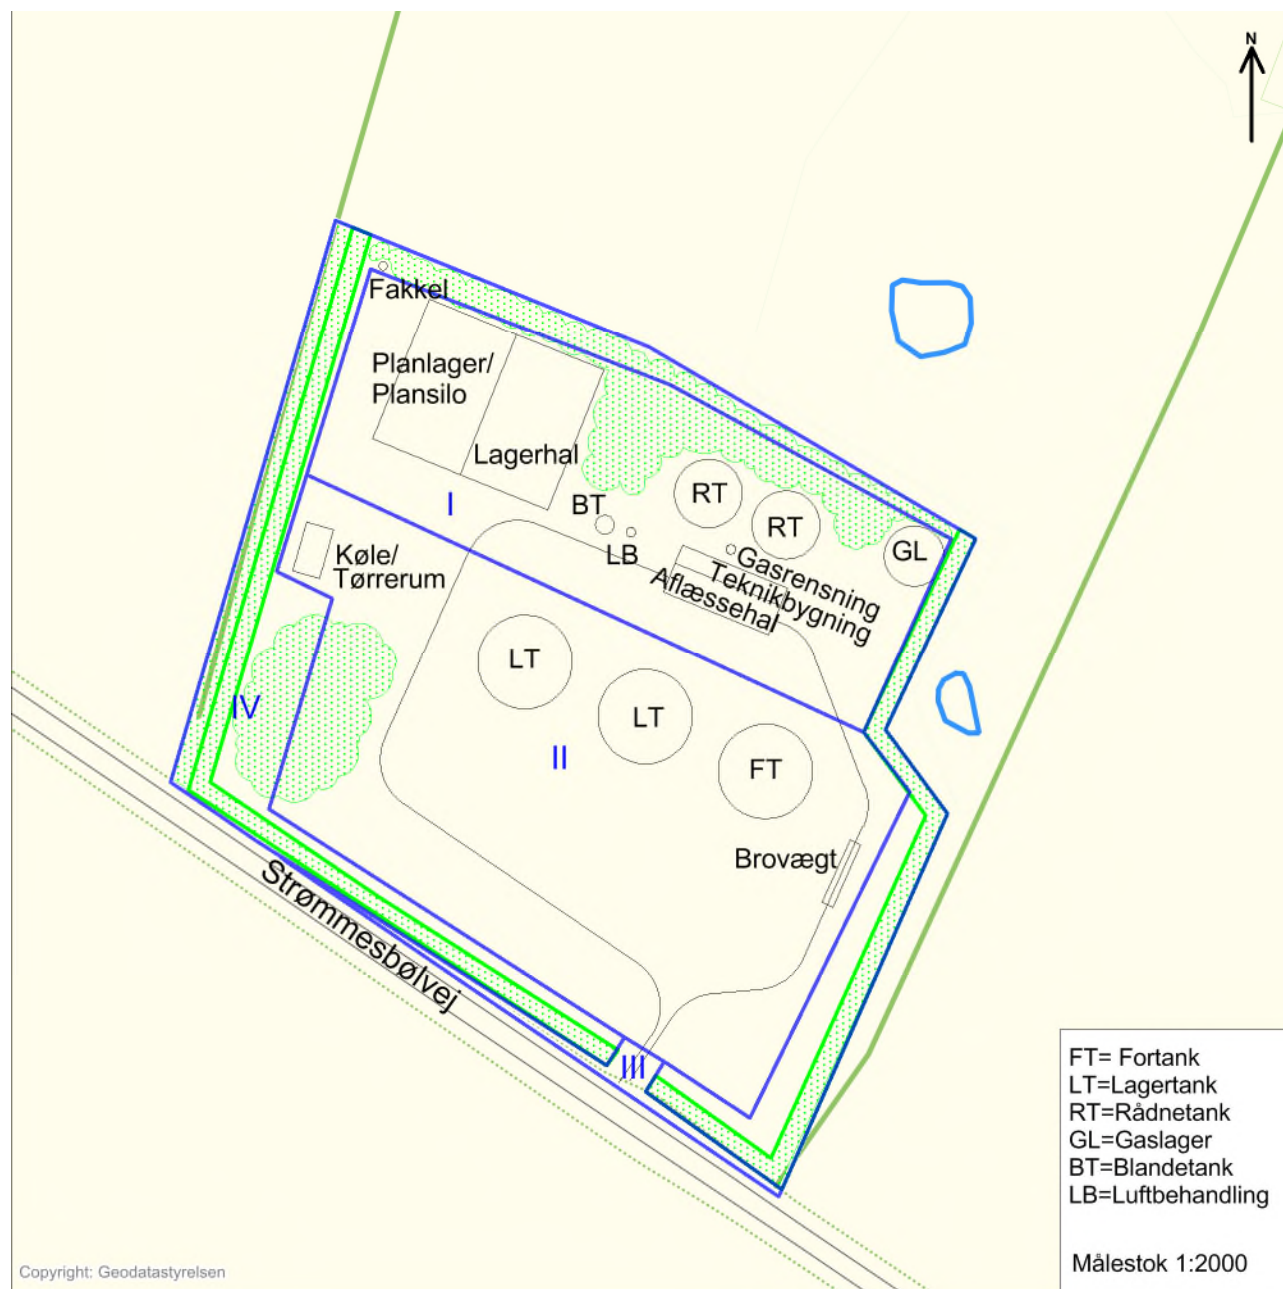 N
Fakkel
Planlager/
Plansilo
Lagerhal
I
BT
LB
RT
RT
GL
Gasrensning
Teknikbygning
Aflæssehal
Køle/
Tørrerum
IV
LT
LT
II
FT
Brovægt
Strømmesbølvej
III
FT= Fortank
LT=Lagertank
RT=Rådnetank
GL=Gaslager
BT=Blandetank
LB=Luftbehandling
Målestok 1:2000
Copyright: Geodatastyrelsen